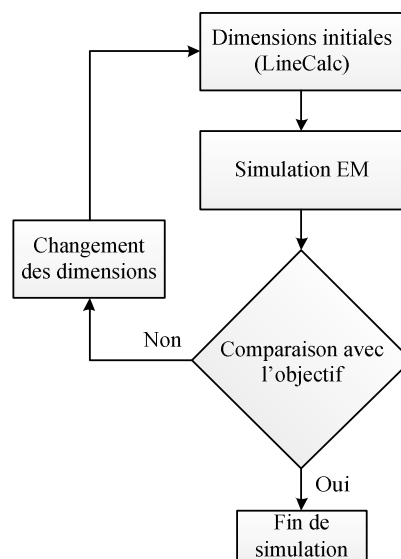 Dimensions initiales
(LineCalc)
Simulation EM
Changement
des dimensions
Non
Comparaison avec
l’objectif
Oui
Fin de
simulation